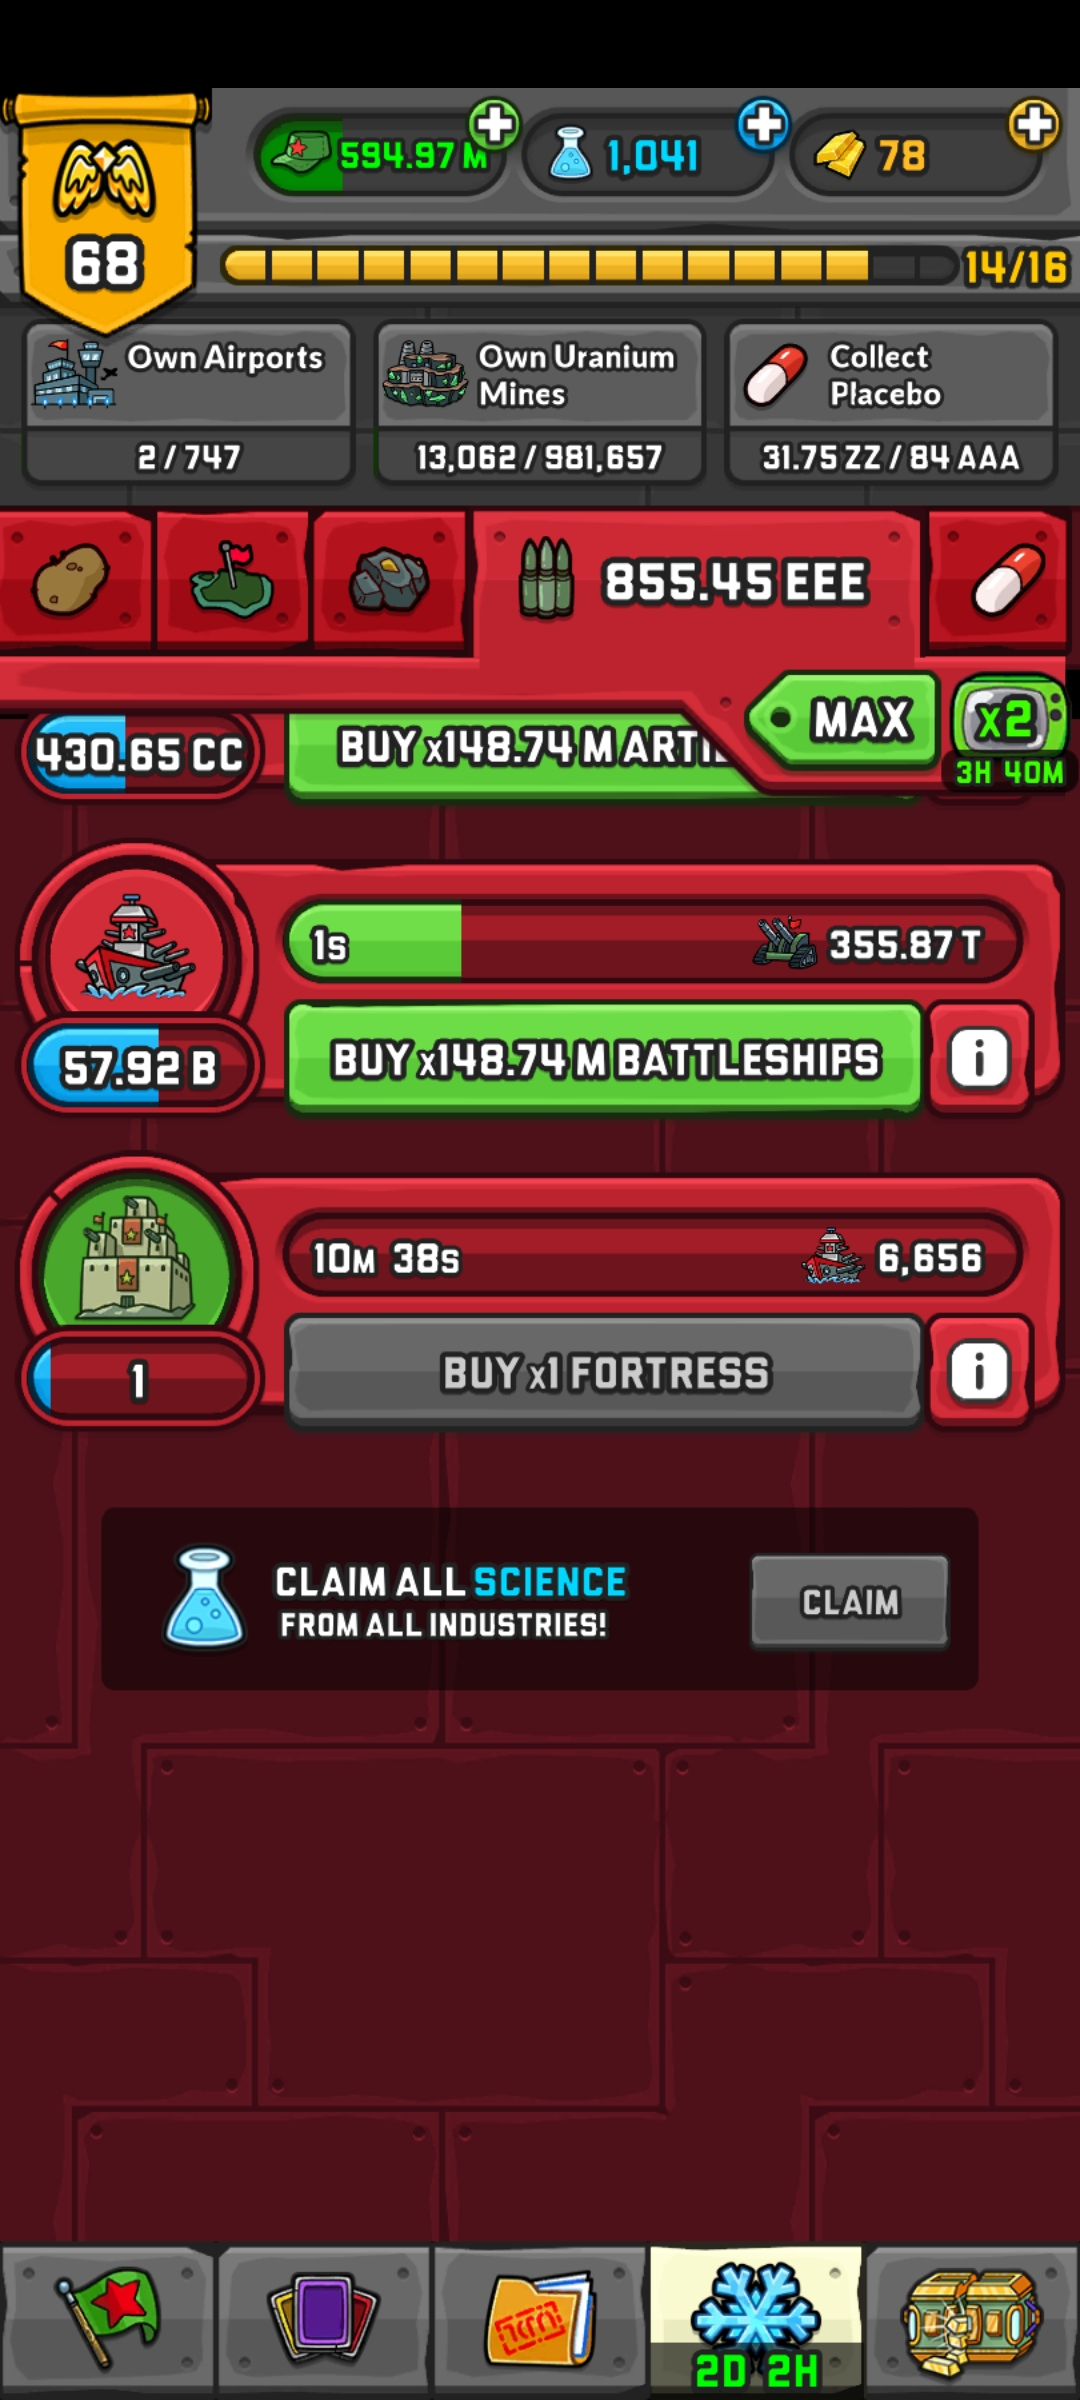 594.97 M
1,041
78
68
14/16
Own Airports
2 / 747
Own Uranium
Mines
13,062 / 981,657
Collect
Placebo
31.75 ZZ / 84 AAA
855.45 EEE
MAX
x2
3H 40M
430.65 CC
BUY x148.74 M
1s
355.87 T
57.92 B
BUY x148.74 M BATTLESHIPS
10M 38s
6,656
1
BUY x1 FORTRESS
CLAIM ALL SCIENCE
FROM ALL INDUSTRIES!
CLAIM
2D 2H